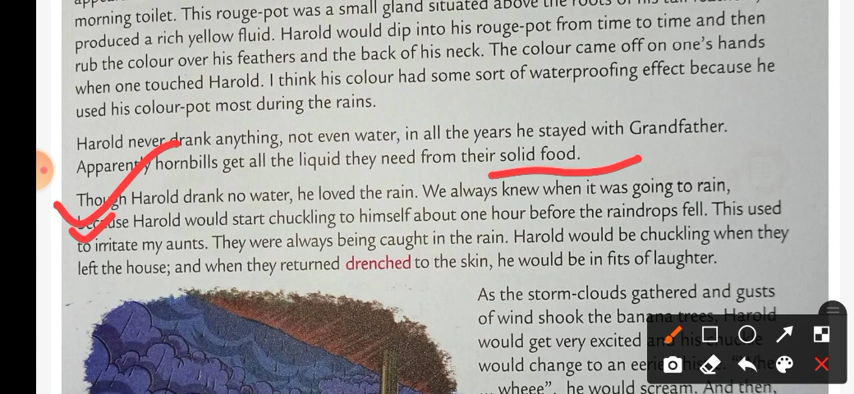 morning toilet. This rouge-pot was a small gland situated above the roots of his
produced a rich yellow fluid. Harold would dip into his rouge-pot from time to time and then
rub the colour over his feathers and the back of his neck. The colour came off on one's hands
when one touched Harold. I think his colour had some sort of waterproofing effect because he
used his colour-pot most during the rains.
Harold never drank anything, not even water, in all the years he stayed with Grandfather.
Apparently hornbills get all the liquid they need from their solid food.
Though Harold drank no water, he loved the rain. We always knew when it was going to rain,
because Harold would start chuckling to himself about one hour before the raindrops fell. This used
to irritate my aunts. They were always being caught in the rain. Harold would be chuckling when they
left the house; and when they returned drenched to the skin, he would be in fits of laughter.
As the storm-clouds gathered and gusts
of wind shook the banana trees, Harold
would get very excited and his
would change to an
... wheee”, he would scream. And then,